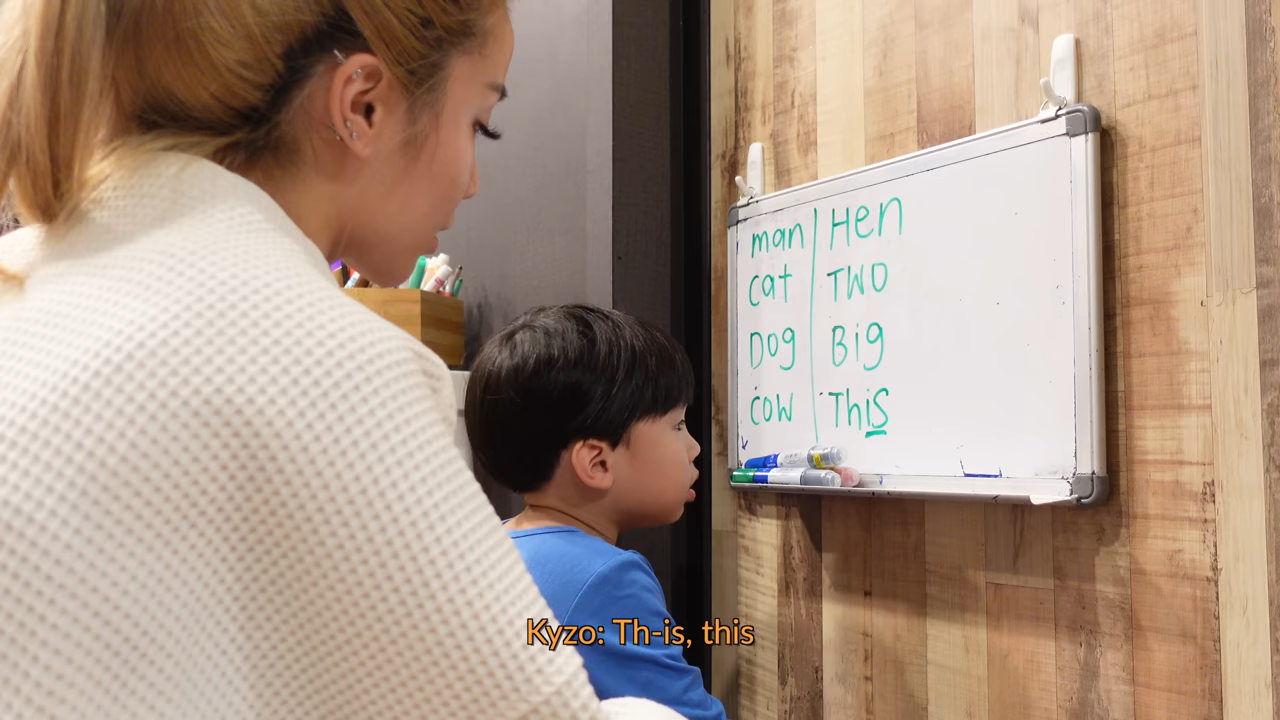 man | Hen
cat | TWO
Dog | Big
cow | This
Kyzo: Th-is, this